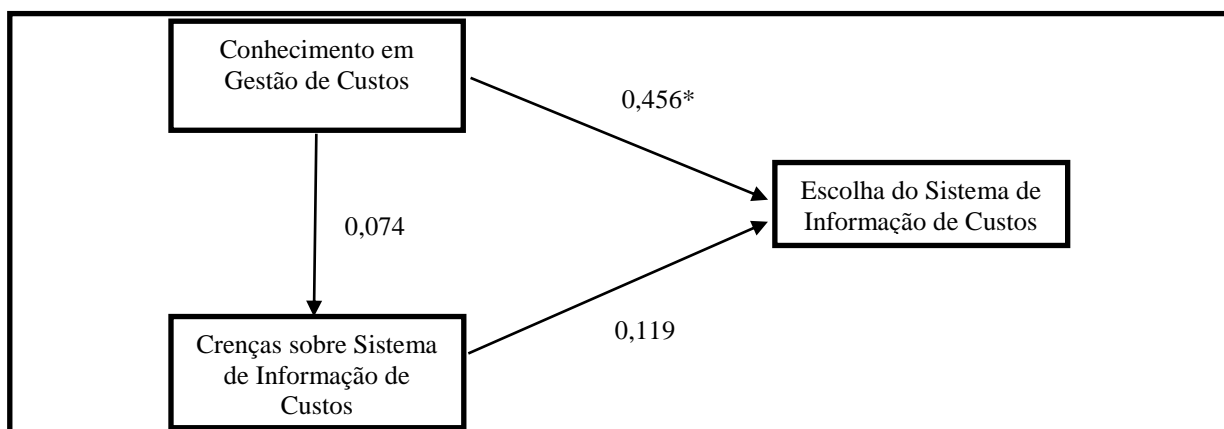 Conhecimento em
Gestão de Custos
0,456*
Escolha do Sistema de
Informação de Custos
0,074
0,119
Crenças sobre Sistema
de Informação de
Custos